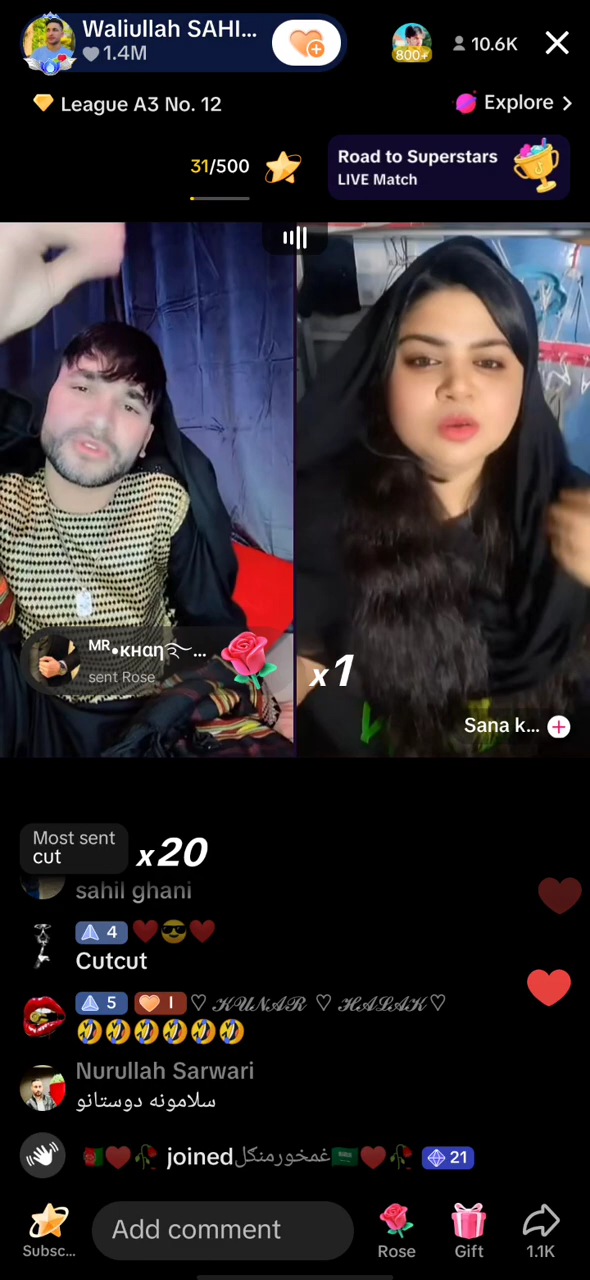 Waliullah SAHI...
1.4M
800+
10.6K
League A3 No. 12
Explore
31/500
Road to Superstars
LIVE Match
ᴹᴿ•ĸнαη࿐...
sent Rose
x1
Sana k...
Most sent
cut
x20
sahil ghani
4 ❤️😎❤️
Cutcut
5 I ♡ 𝒦𝒰𝒩𝒜ℛ ♡ ℋ𝒜ℒ𝒜𝒦 ♡
🤣🤣🤣🤣🤣🤣
Nurullah Sarwari
سلامونه دوستانو
🇦🇫❤️🥀 joined غمخورمنګل🇸🇦❤️🥀 21
Subsc...
Add comment
Rose
Gift
1.1K